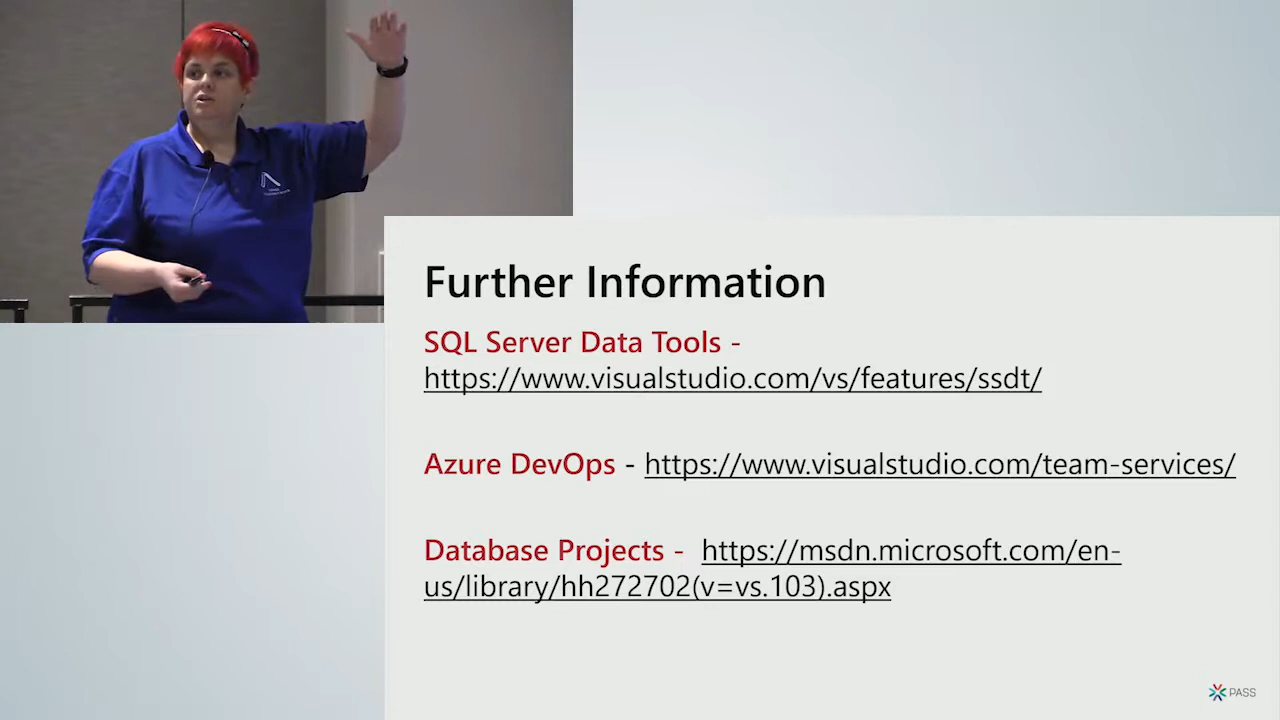 Further Information
SQL Server Data Tools -
https://www.visualstudio.com/vs/features/ssdt/
Azure DevOps - https://www.visualstudio.com/team-services/
Database Projects - https://msdn.microsoft.com/en-
us/library/hh272702(v=vs.103).aspx
PASS